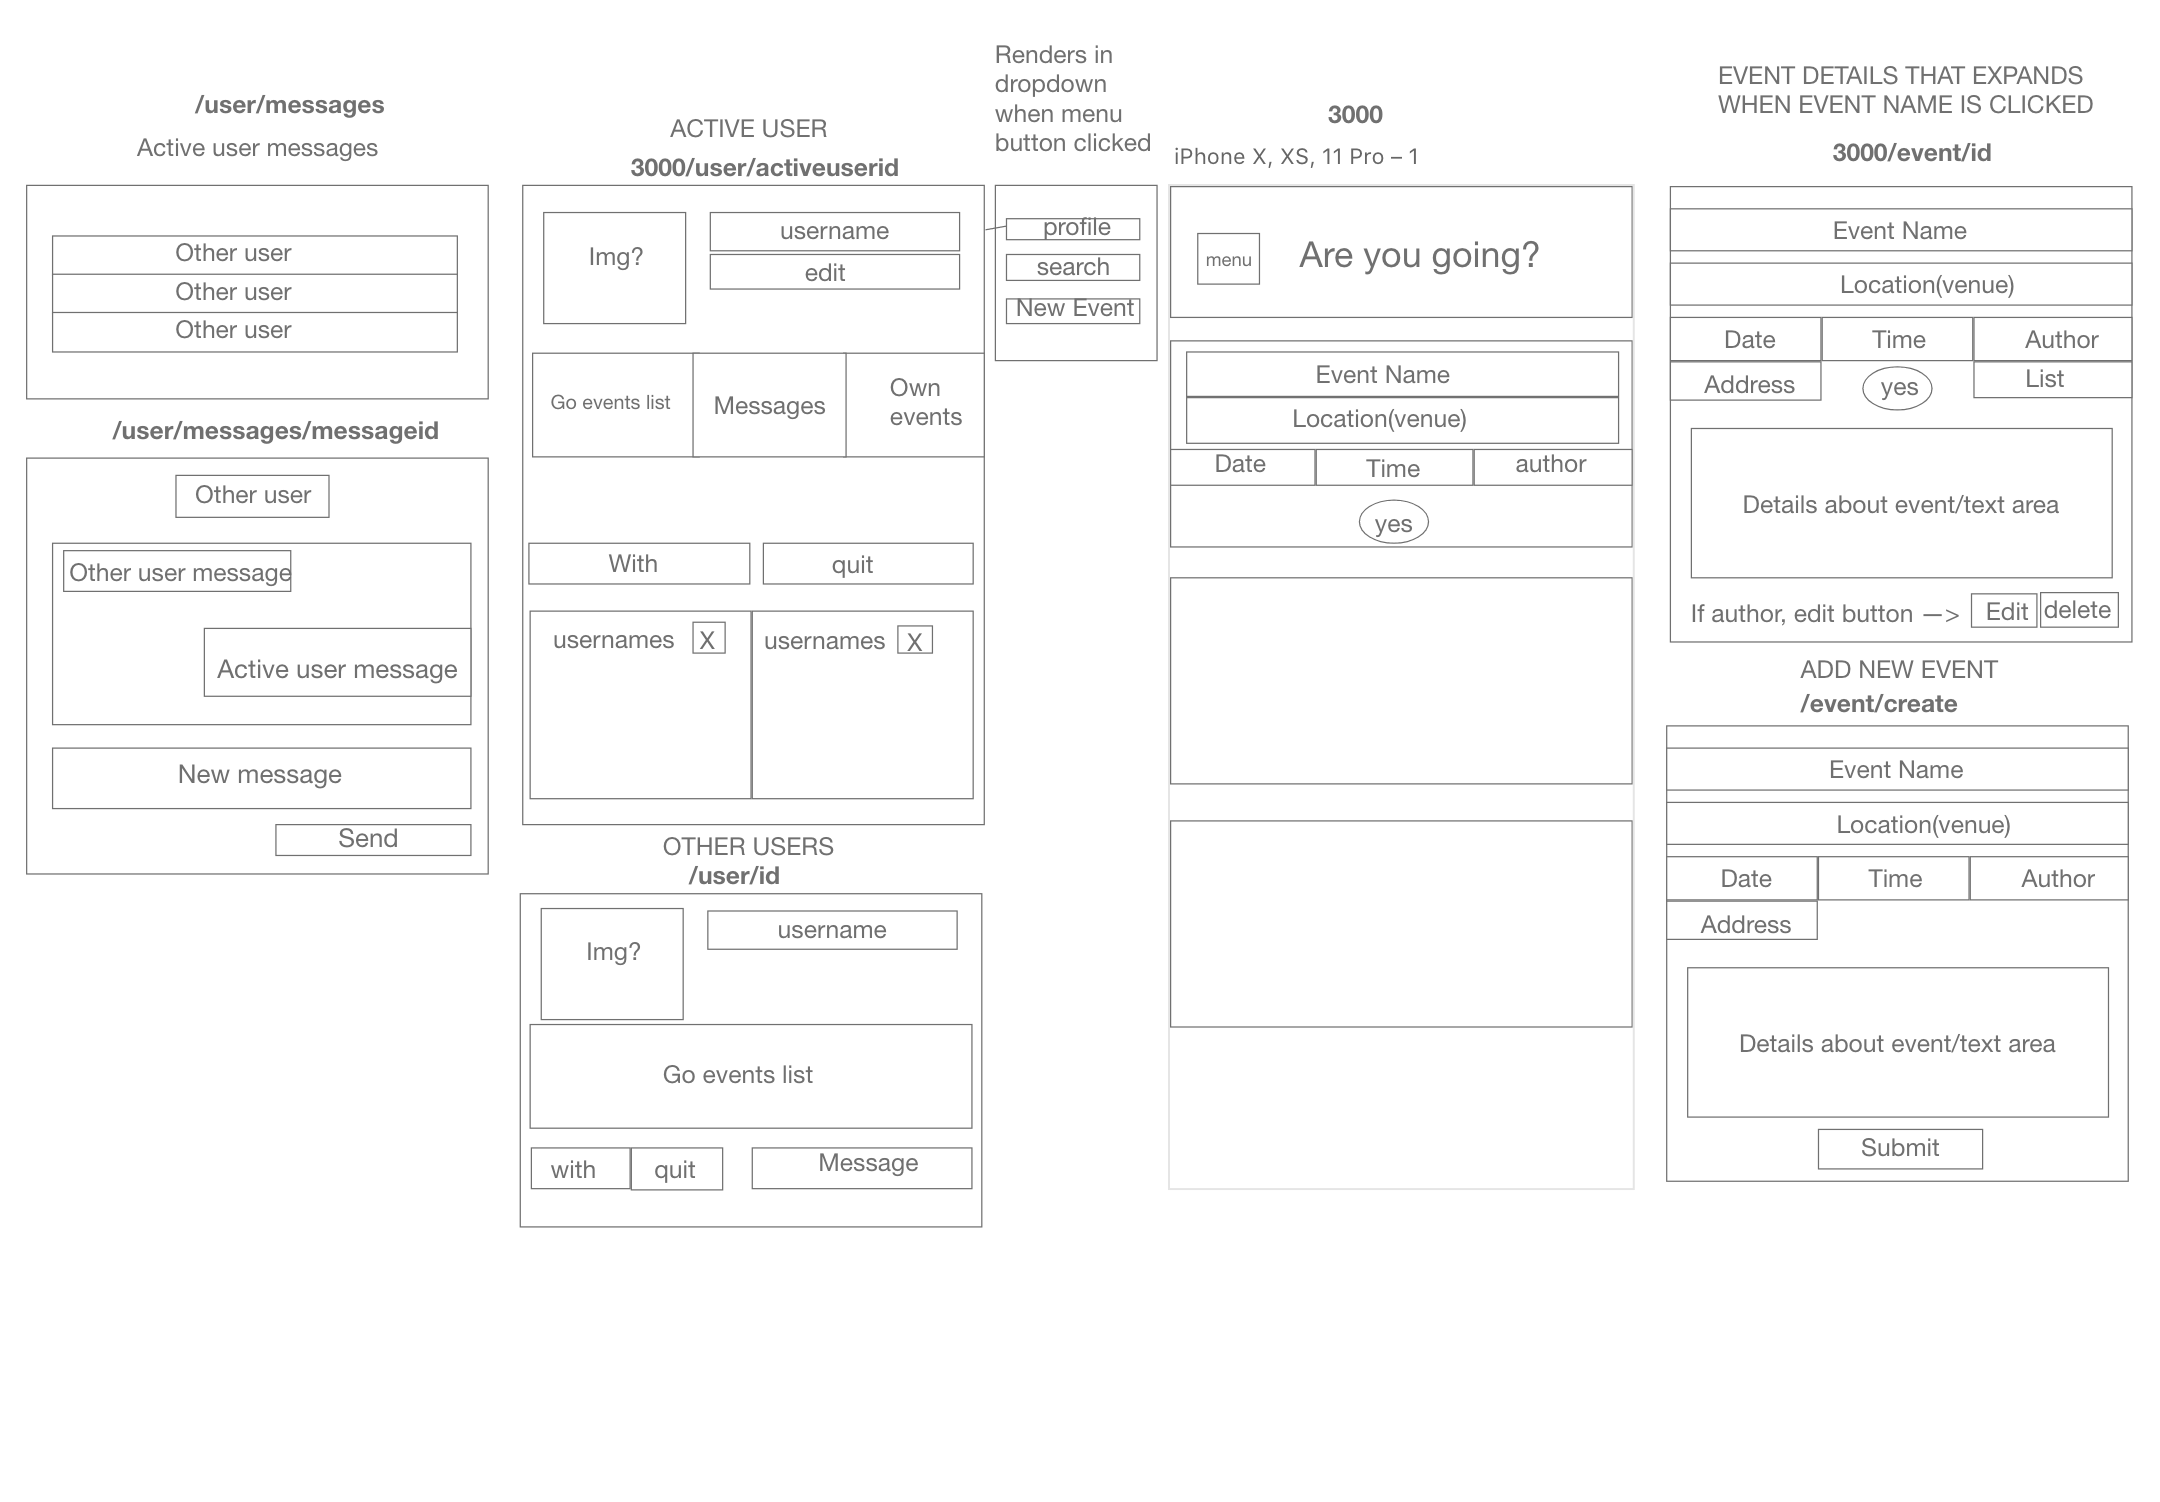 /user/messages
Active user messages
Other user
Other user
Other user
/user/messages/messageid
Other user
Other user message
Active user message
New message
Send
ACTIVE USER
3000/user/activeuserid
Img?
username
edit
Go events list
Messages
Own
events
With
quit
usernames X
usernames X
OTHER USERS
/user/id
Img?
username
Go events list
with
quit
Message
Renders in
dropdown
when menu
button clicked
profile
search
New Event
3000
iPhone X, XS, 11 Pro – 1
menu
Are you going?
Event Name
Location(venue)
Date
Time
author
yes
EVENT DETAILS THAT EXPANDS
WHEN EVENT NAME IS CLICKED
3000/event/id
Event Name
Location(venue)
Date
Time
Author
Address
yes
List
Details about event/text area
If author, edit button —>
Edit
delete
ADD NEW EVENT
/event/create
Event Name
Location(venue)
Date
Time
Author
Address
Details about event/text area
Submit